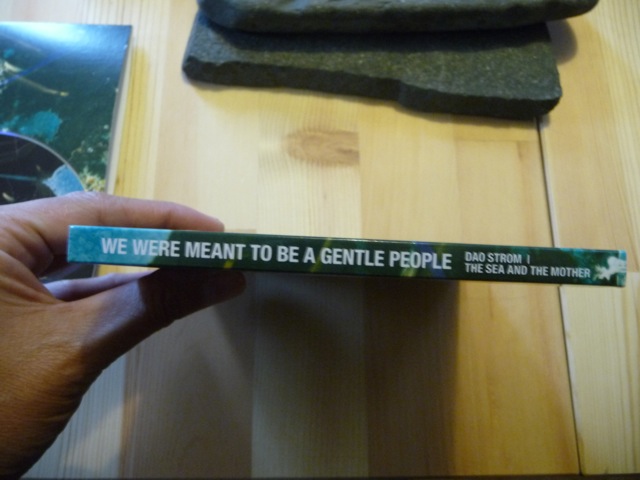 WE WERE MEANT TO BE A GENTLE PEOPLE
DAO STROM |
THE SEA AND THE MOTHER